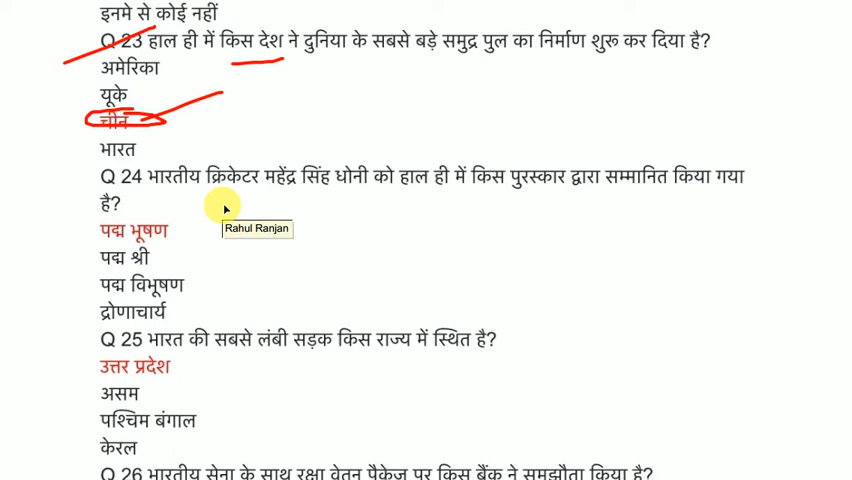 इनमे से कोई नहीं
Q 23 हाल ही में किस देश ने दुनिया के सबसे बड़े समुद्र पुल का निर्माण शुरू कर दिया है?
अमेरिका
यूके
चीन
भारत
Q 24 भारतीय क्रिकेटर महेंद्र सिंह धोनी को हाल ही में किस पुरस्कार द्वारा सम्मानित किया गया
है?
Rahul Ranjan
पद्म भूषण
पद्म श्री
पद्म विभूषण
द्रोणाचार्य
Q 25 भारत की सबसे लंबी सड़क किस राज्य में स्थित है?
उत्तर प्रदेश
असम
पश्चिम बंगाल
केरल
Q 26 भारतीय सेना के साथ रक्षा वेतन पैकेज पर किस बैंक ने समझौता किया है?